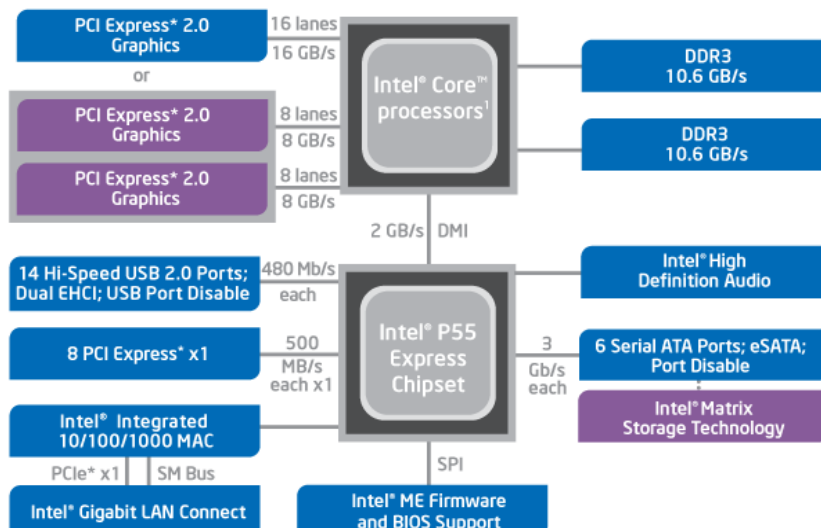 PCI Express* 2.0
Graphics
16 lanes
16 GB/s
or
PCI Express* 2.0
Graphics
8 lanes
8 GB/s
PCI Express* 2.0
Graphics
8 lanes
8 GB/s
Intel® Core™
processors¹
DDR3
10.6 GB/s
DDR3
10.6 GB/s
2 GB/s DMI
14 Hi-Speed USB 2.0 Ports;
Dual EHCI; USB Port Disable
480 Mb/s
each
8 PCI Express* x1
500
MB/s
each x1
Intel® Integrated
10/100/1000 MAC
PCIe* x1
SM Bus
Intel® Gigabit LAN Connect
Intel® P55
Express
Chipset
Intel® High
Definition Audio
3
Gb/s
each
6 Serial ATA Ports; eSATA;
Port Disable
Intel® Matrix
Storage Technology
SPI
Intel® ME Firmware
and BIOS Support